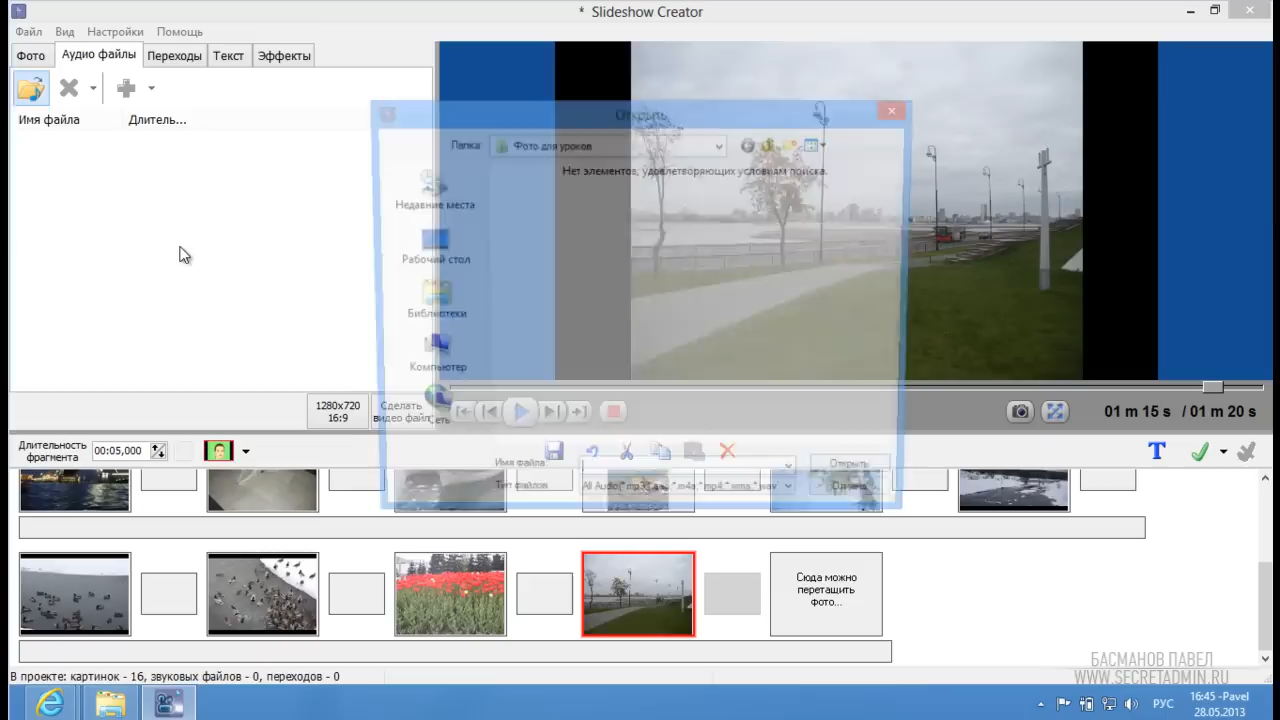 * Slideshow Creator
Файл Вид Настройки Помощь
Фото Аудио файлы Переходы Текст Эффекты
Имя файла Длитель...
Открыть
Папка: Фото для уроков
Нет элементов, удовлетворяющих условиям поиска.
Недавние места
Рабочий стол
Библиотеки
Компьютер
Сеть
1280x720
16:9
Сделать
видео файл
01 m 15 s / 01 m 20 s
Длительность
фрагмента
00:05,000
T
Имя файла Открыть
Тип файлов
Сюда можно
перетащить
фото...
В проекте: картинок - 16, звуковых файлов - 0, переходов - 0
БАСМАНОВ ПАВЕЛ
WWW.SECRETADMIN.RU
РУС
16:45 -Pavel
28.05.2013